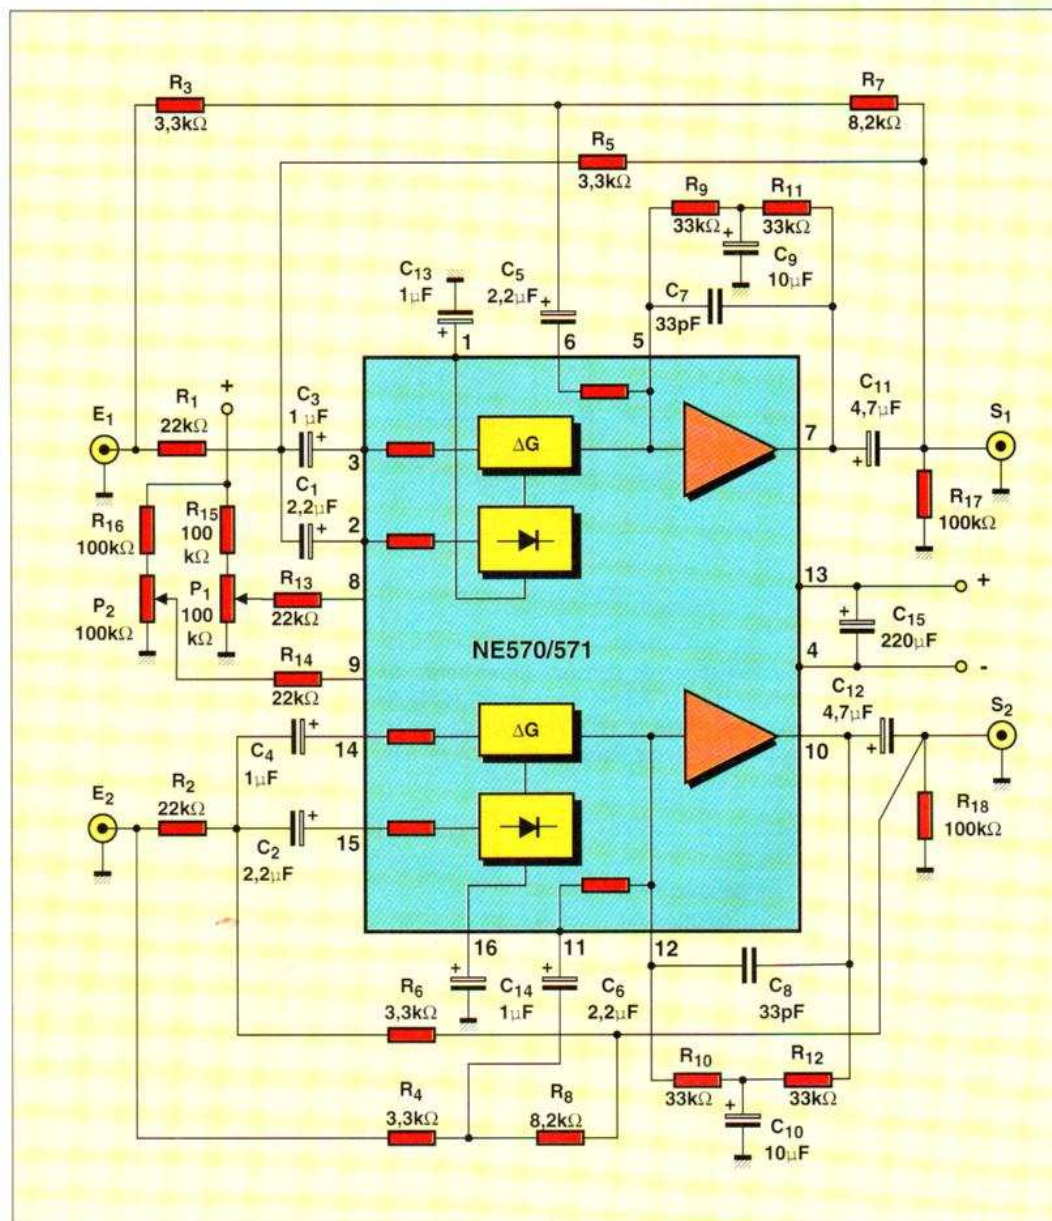 R3
3,3kΩ
R7
8,2kΩ
R5
3,3kΩ
R9
33kΩ
R11
33kΩ
+
C9
10µF
C13
1µF
+
1
C5
2,2µF
+
6
5
C7
33pF
E1
R1
22kΩ
+
C3
1 µF
+
3
ΔG
7
C11
4,7µF
+
S1
C1
2,2µF
+
2
R16
100kΩ
R15
100
kΩ
R17
100kΩ
P2
100kΩ
P1
100
kΩ
R13
22kΩ
8
13
+
+
C15
220µF
R14
22kΩ
9
NE570/571
4
-
C4
1µF
+
14
ΔG
10
C12
4,7µF
+
S2
E2
R2
22kΩ
C2
2,2µF
+
15
R18
100kΩ
16
11
12
R6
3,3kΩ
+
C14
1µF
+
C6
2,2µF
C8
33pF
R4
3,3kΩ
R8
8,2kΩ
R10
33kΩ
R12
33kΩ
+
C10
10µF